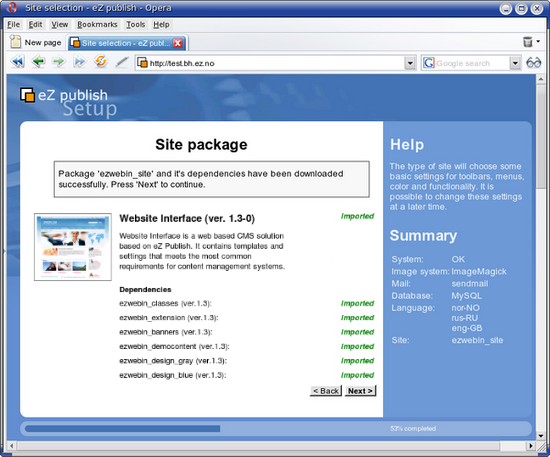 Site selection - eZ publish - Opera
File Edit View Bookmarks Tools Help
New page
Site selection - eZ publ...
http://test.bh.ez.no
Google search
eZ publish
Setup
Site package
Package 'ezwebin_site' and it's dependencies have been downloaded
successfully. Press 'Next' to continue.
Website Interface (ver. 1.3-0) Imported
Website Interface is a web based CMS solution
based on eZ Publish. It contains templates and
settings that meets the most common
requirements for content management systems.
Dependencies
ezwebin_classes (ver.1.3): Imported
ezwebin_extension (ver.1.3): Imported
ezwebin_banners (ver.1.3): Imported
ezwebin_democontent (ver.1.3): Imported
ezwebin_design_gray (ver.1.3): Imported
ezwebin_design_blue (ver.1.3): Imported
< Back Next >
Help
The type of site will choose some
basic settings for toolbars, menus,
color and functionality. It is
possible to change these settings
at a later time.
Summary
System: OK
Image system: ImageMagick
Mail: sendmail
Database: MySQL
Language: nor-NO
rus-RU
eng-GB
Site: ezwebin_site
53% completed